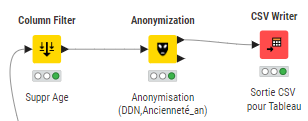 Column Filter
Anonymization
CSV Writer
Suppr Age
Anonymisation
(DDN,Ancienneté_an)
Sortie CSV
pour Tableau